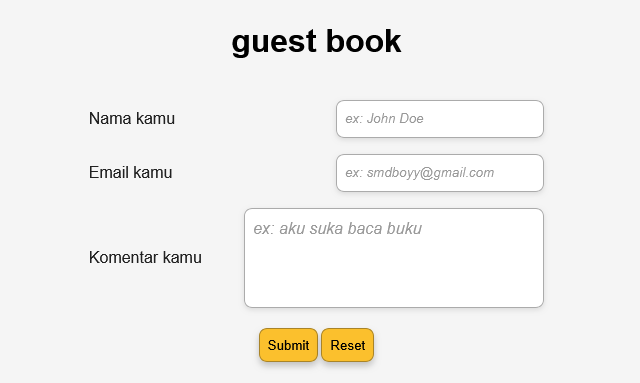 guest book
Nama kamu
ex: John Doe
Email kamu
ex: smdboyy@gmail.com
Komentar kamu
ex: aku suka baca buku
Submit
Reset